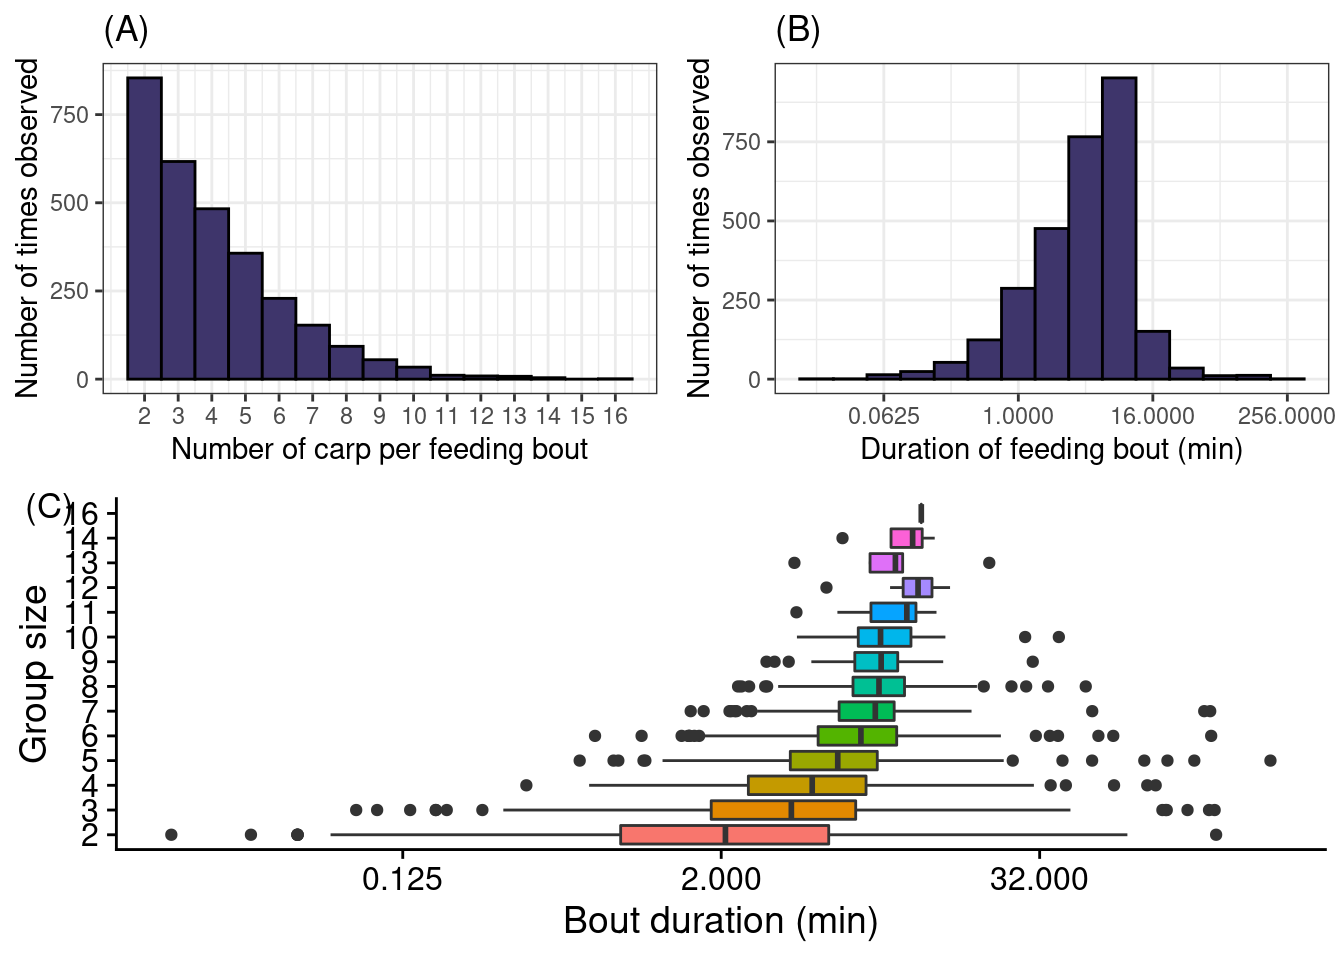 (A)
Number of times observed
750
500
250
0
2 3 4 5 6 7 8 9 10 11 12 13 14 15 16
Number of carp per feeding bout
(B)
Number of times observed
750
500
250
0
0.0625 1.0000 16.0000 256.0000
Duration of feeding bout (min)
(C)
Group size
16
14
13
12
11
10
9
8
7
6
5
4
3
2
0.125 2.000 32.000
Bout duration (min)